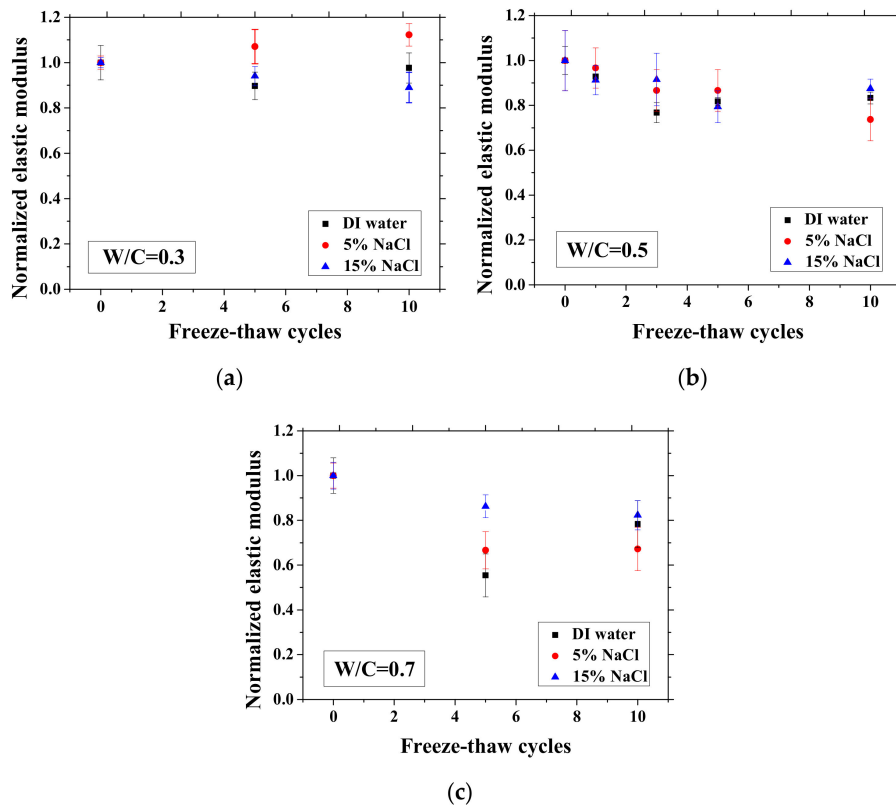 1.2
1.0
0.8
0.6
0.4
0.2
0.0
Normalized elastic modulus
DI water
5% NaCl
15% NaCl
W/C=0.3
0 2 4 6 8 10
Freeze-thaw cycles
(a)
1.2
1.0
0.8
0.6
0.4
0.2
0.0
Normalized elastic modulus
DI water
5% NaCl
15% NaCl
W/C=0.5
0 2 4 6 8 10
Freeze-thaw cycles
(b)
1.2
1.0
0.8
0.6
0.4
0.2
0.0
Normalized elastic modulus
DI water
5% NaCl
15% NaCl
W/C=0.7
0 2 4 6 8 10
Freeze-thaw cycles
(c)